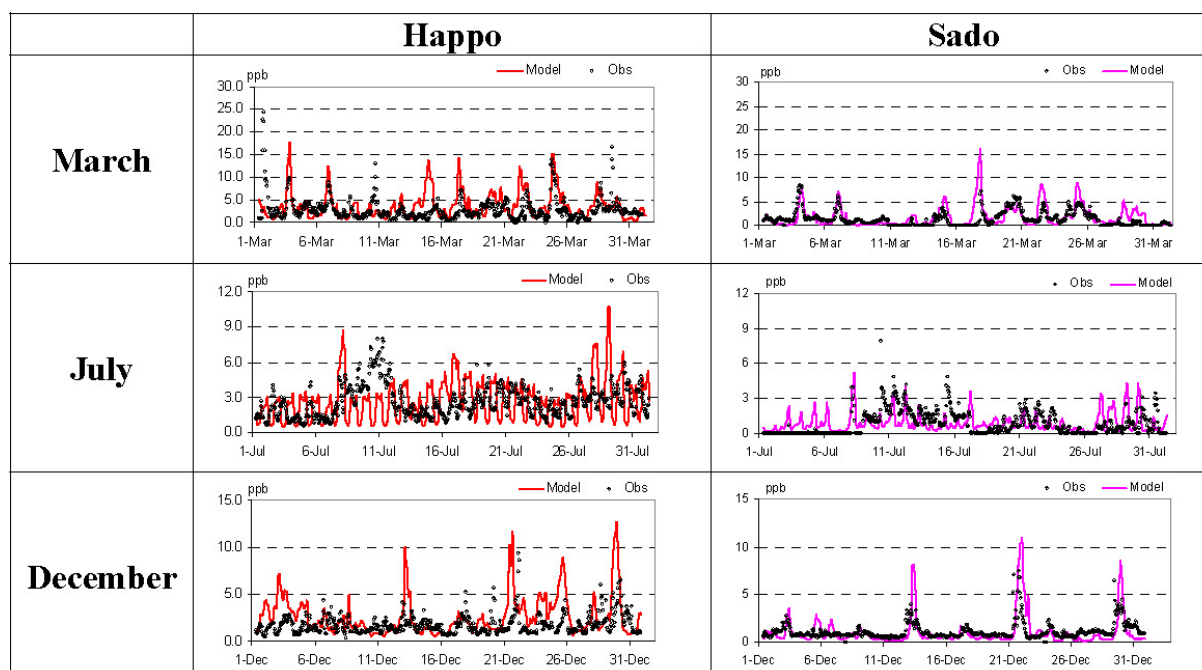 Happo
Sado
March
ppb
Model
Obs
30.0
25.0
20.0
15.0
10.0
5.0
0.0
1-Mar
6-Mar
11-Mar
16-Mar
21-Mar
26-Mar
31-Mar
ppb
Obs
Model
30
25
20
15
10
5
0
1-Mar
6-Mar
11-Mar
16-Mar
21-Mar
26-Mar
31-Mar
July
ppb
Model
Obs
12.0
9.0
6.0
3.0
0.0
1-Jul
6-Jul
11-Jul
16-Jul
21-Jul
26-Jul
31-Jul
ppb
Obs
Model
12
9
6
3
0
1-Jul
6-Jul
11-Jul
16-Jul
21-Jul
26-Jul
31-Jul
December
ppb
Model
Obs
15.0
10.0
5.0
0.0
1-Dec
6-Dec
11-Dec
16-Dec
21-Dec
26-Dec
31-Dec
ppb
Obs
Model
15
10
5
0
1-Dec
6-Dec
11-Dec
16-Dec
21-Dec
26-Dec
31-Dec